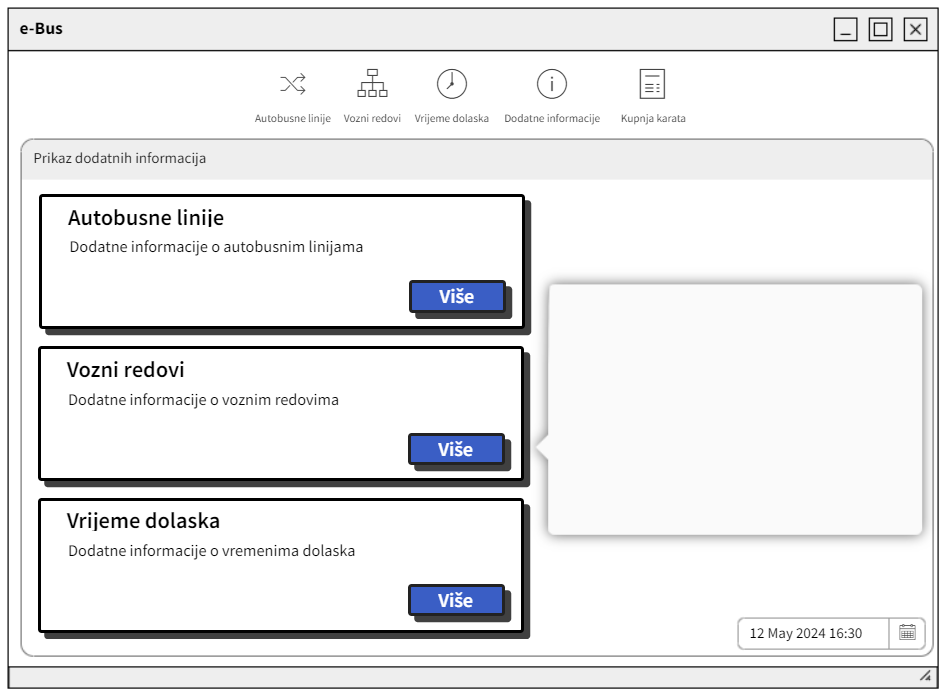 e-Bus
Autobusne linije
Vozni redovi
Vrijeme dolaska
Dodatne informacije
Kupnja karata
Prikaz dodatnih informacija
Autobusne linije
Dodatne informacije o autobusnim linijama
Više
Vozni redovi
Dodatne informacije o voznim redovima
Više
Vrijeme dolaska
Dodatne informacije o vremenima dolaska
Više
12 May 2024 16:30